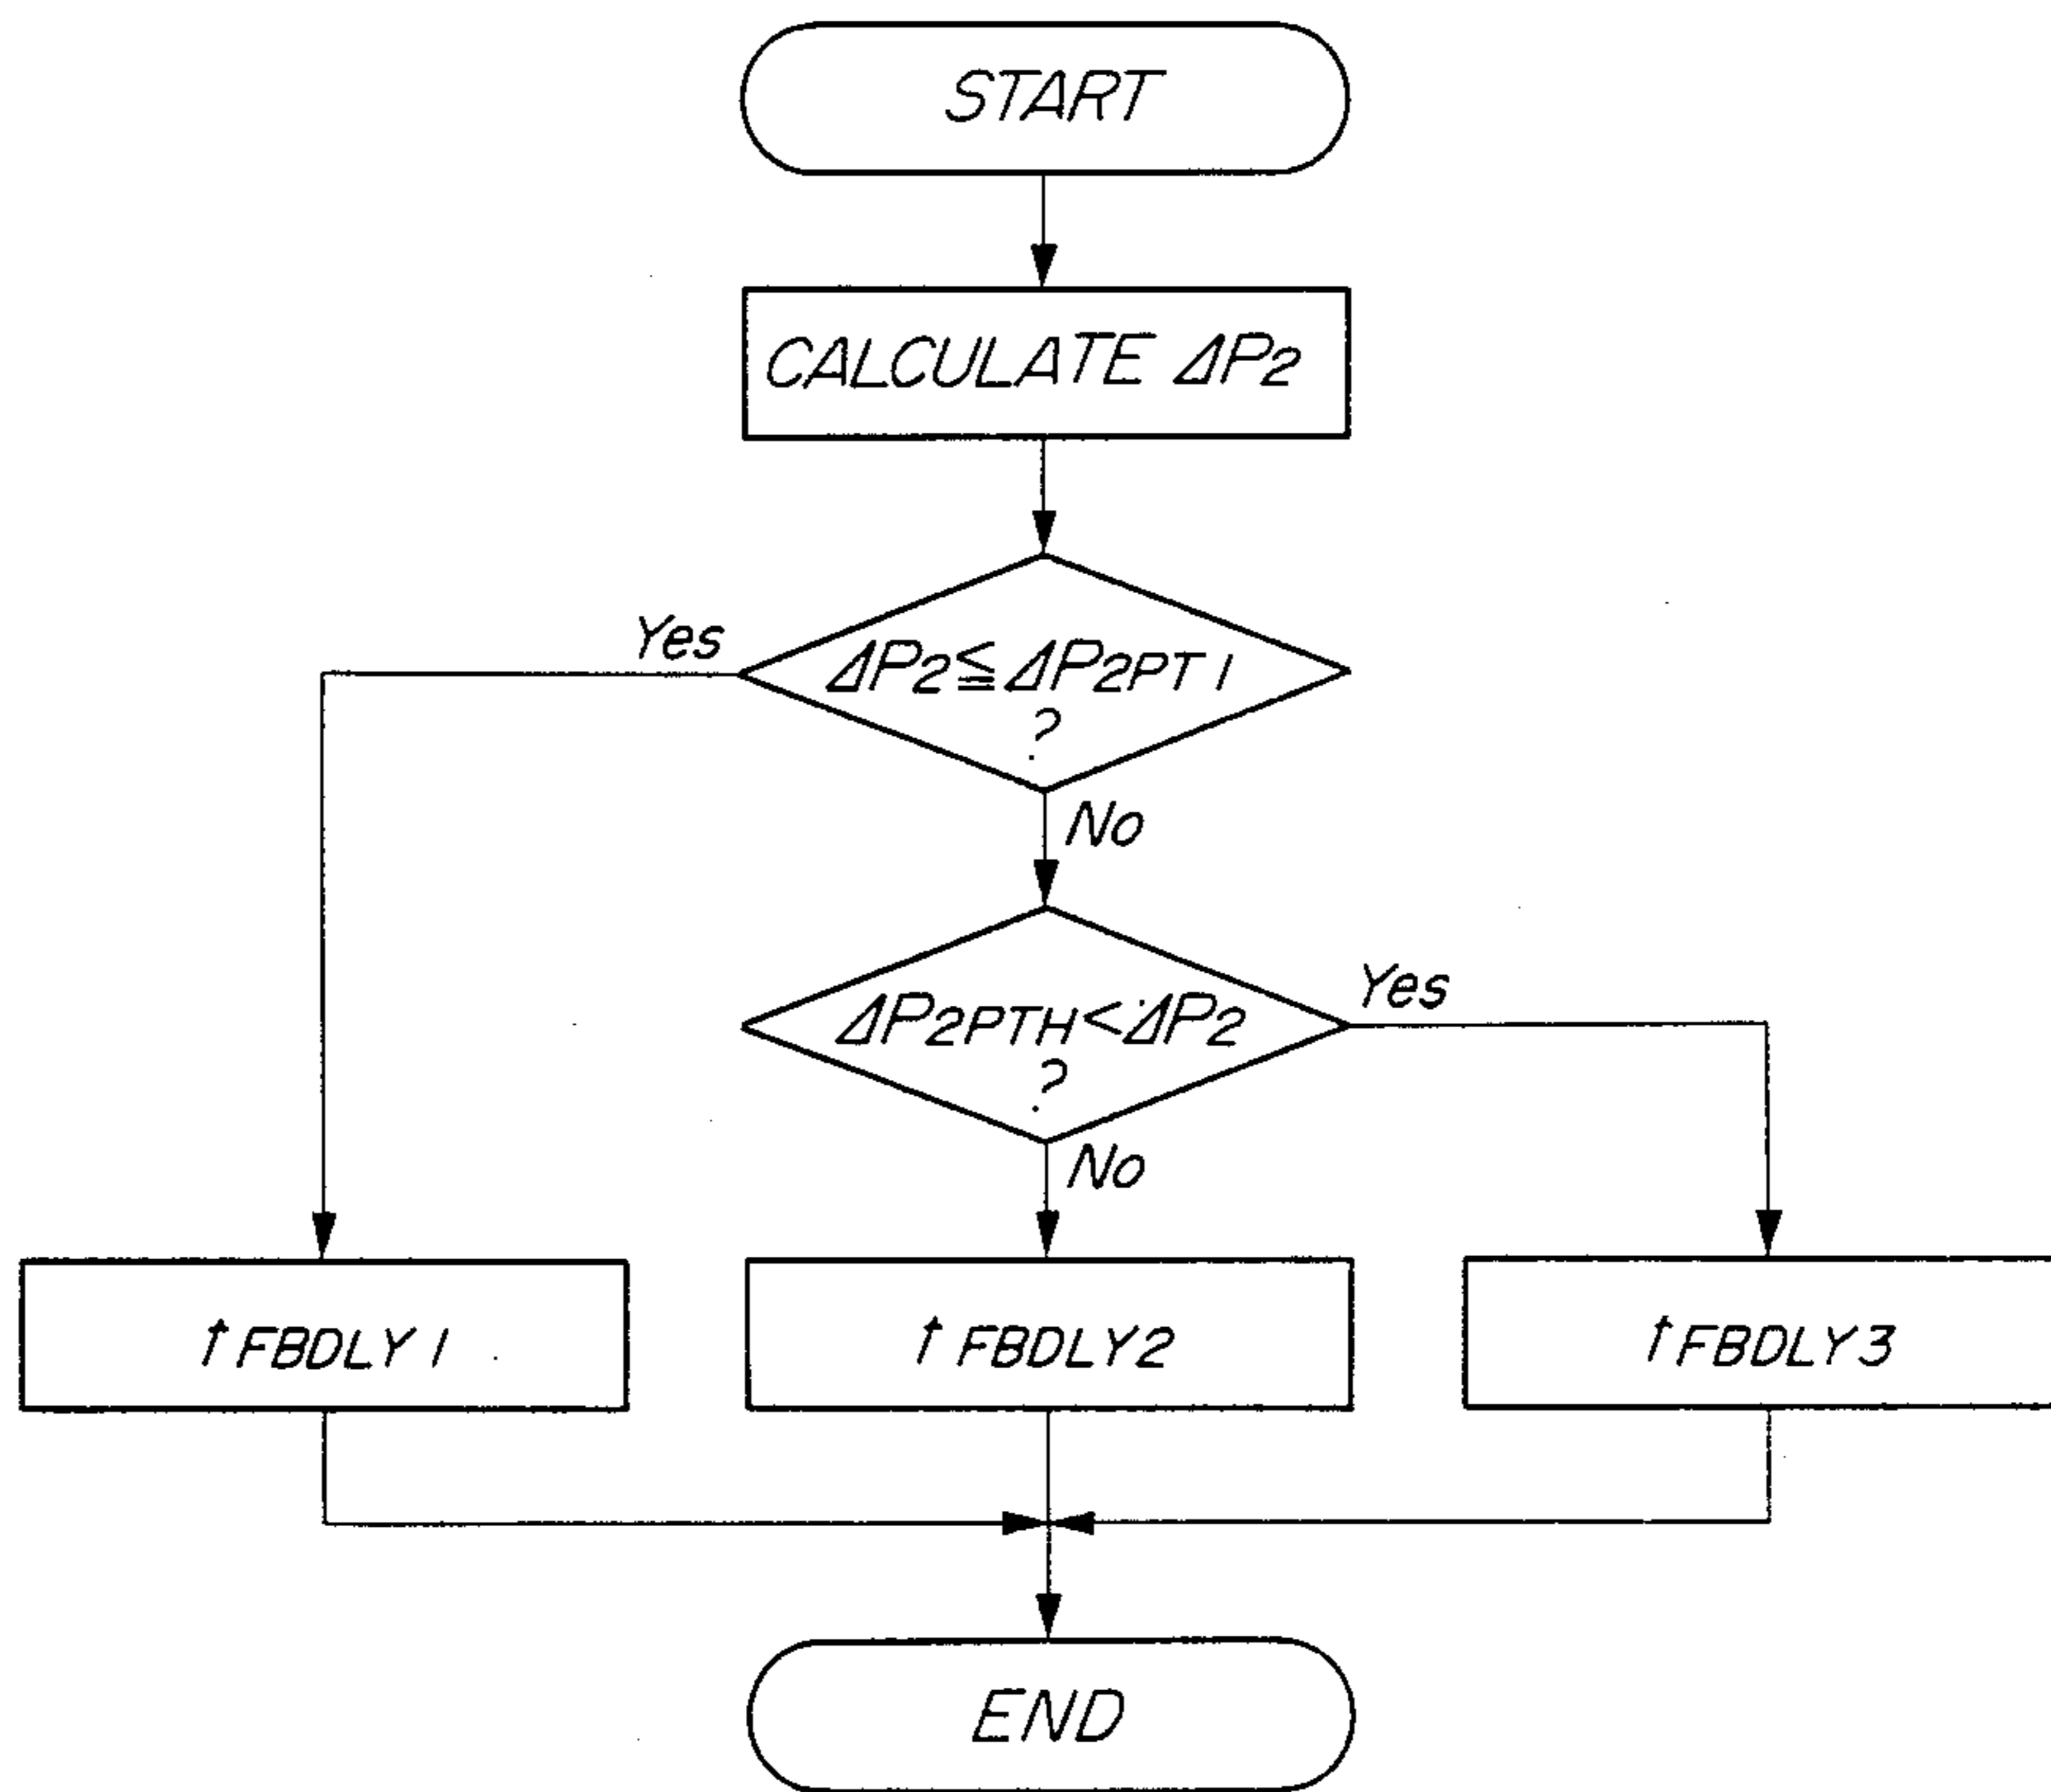 START
CALCULATE ΔP2
Yes
ΔP2≦ΔP2PT1
?
No
ΔP2PTH<ΔP2
?
Yes
No
↑FBDLY1
↑FBDLY2
↑FBDLY3
END